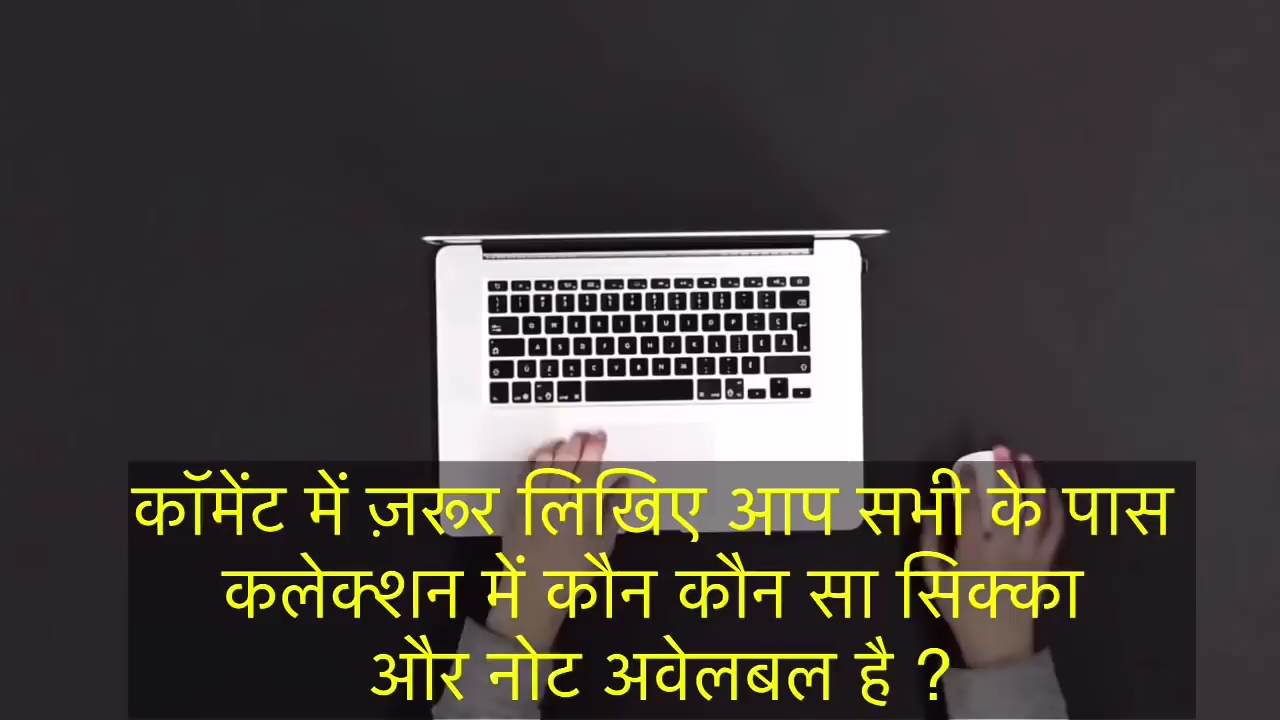 कॉमेंट में ज़रूर लिखिए आप सभी के पास
कलेक्शन में कौन कौन सा सिक्का
और नोट अवेलबल है ?